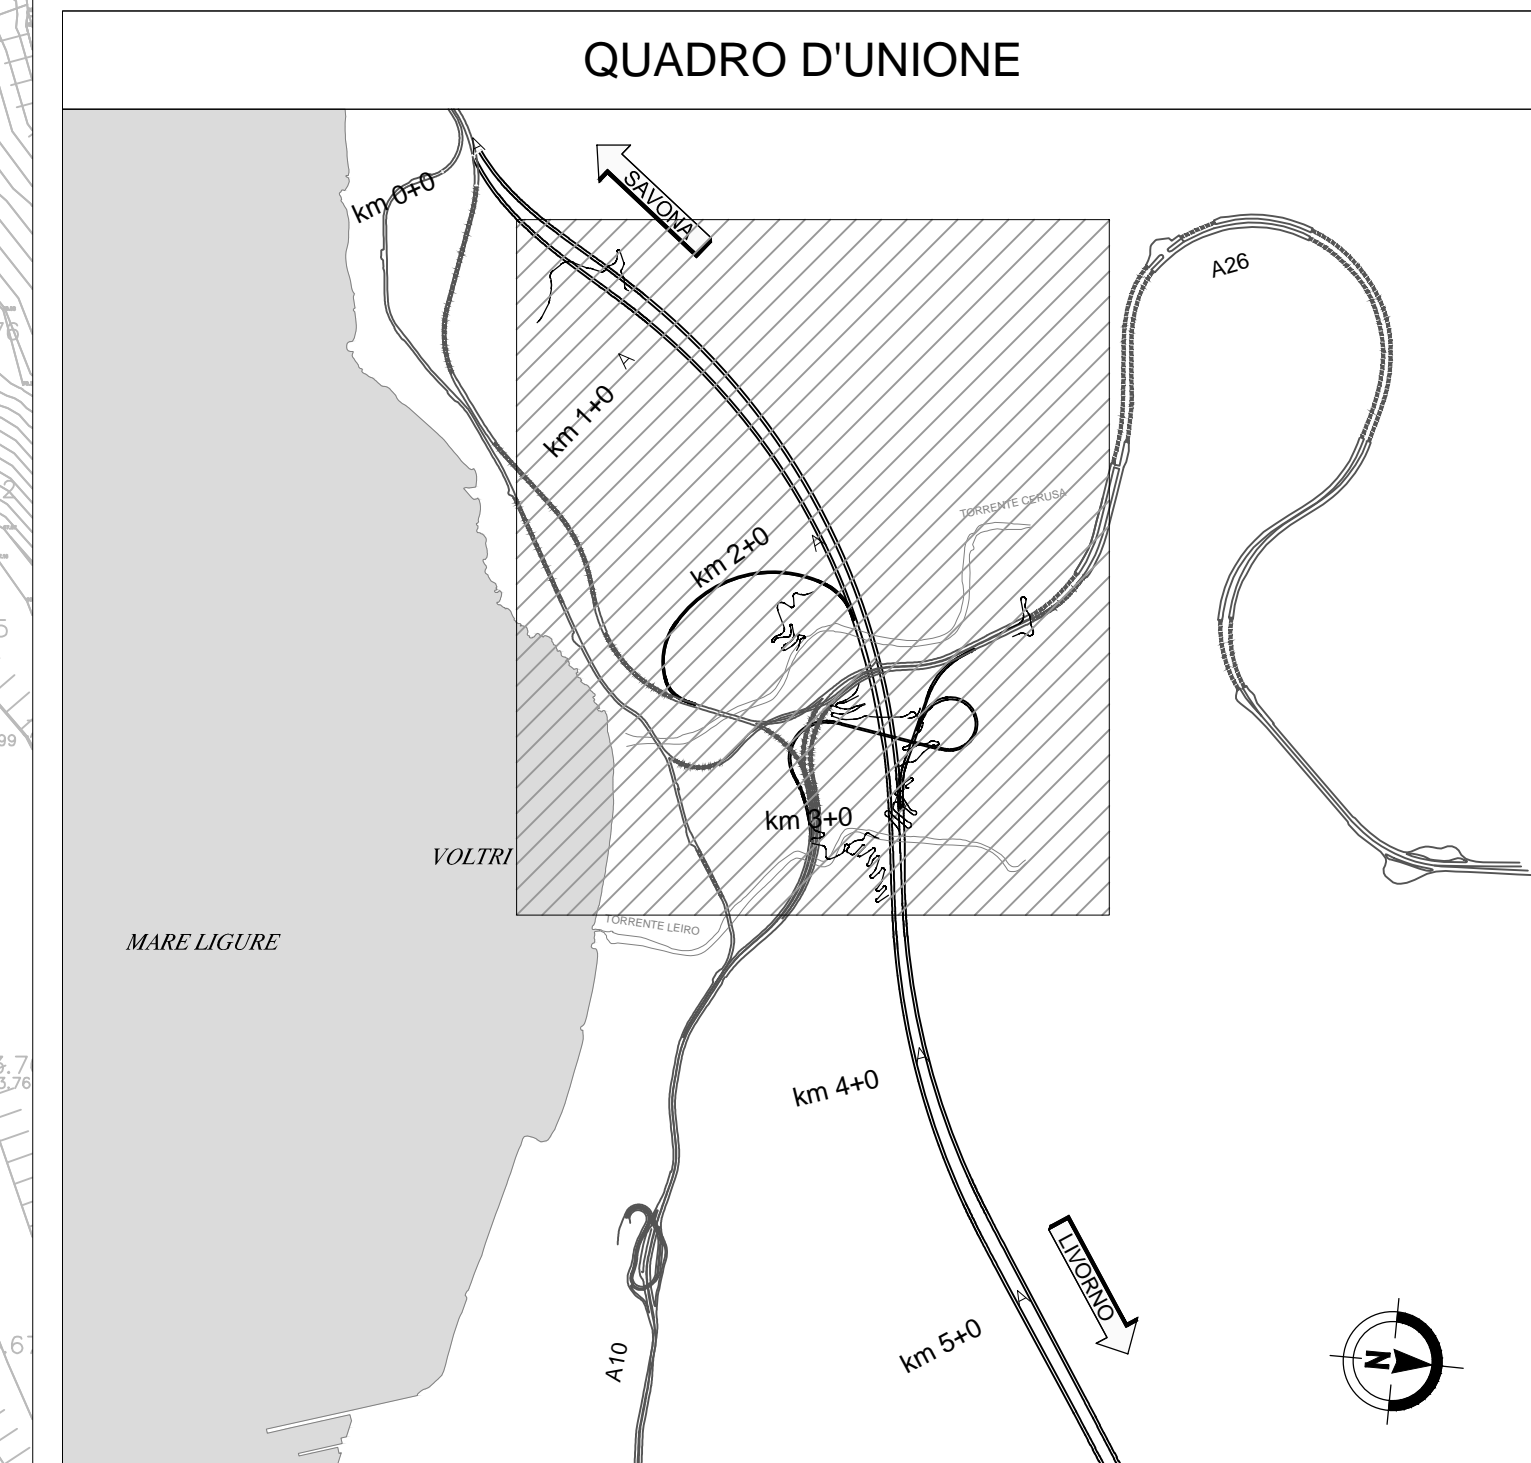 QUADRO D'UNIONE
km 0+0
SAVONA
A26
km 1+0
TORRENTE CERUSA
km 2+0
km 3+0
VOLTRI
TORRENTE LEIRO
MARE LIGURE
km 4+0
LIVORNO
km 5+0
A10
N